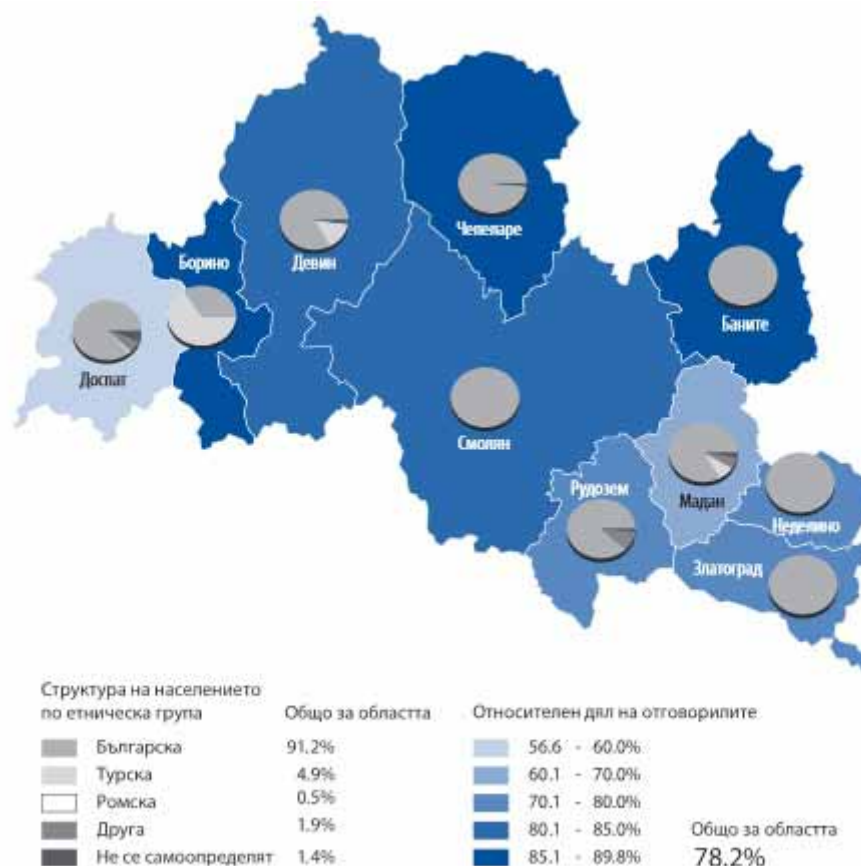 Чепеларе
Борино
Девин
Баните
Доспат
Смолян
Рудозем
Мадан
Неделино
Златоград
Структура на населението
по етническа група Общо за областта
Българска 91.2%
Турска 4.9%
Ромска 0.5%
Друга 1.9%
Не се самоопределят 1.4%
Относителен дял на отговорилите
56.6 - 60.0%
60.1 - 70.0%
70.1 - 80.0%
80.1 - 85.0%
85.1 - 89.8%
Общо за областта
78.2%